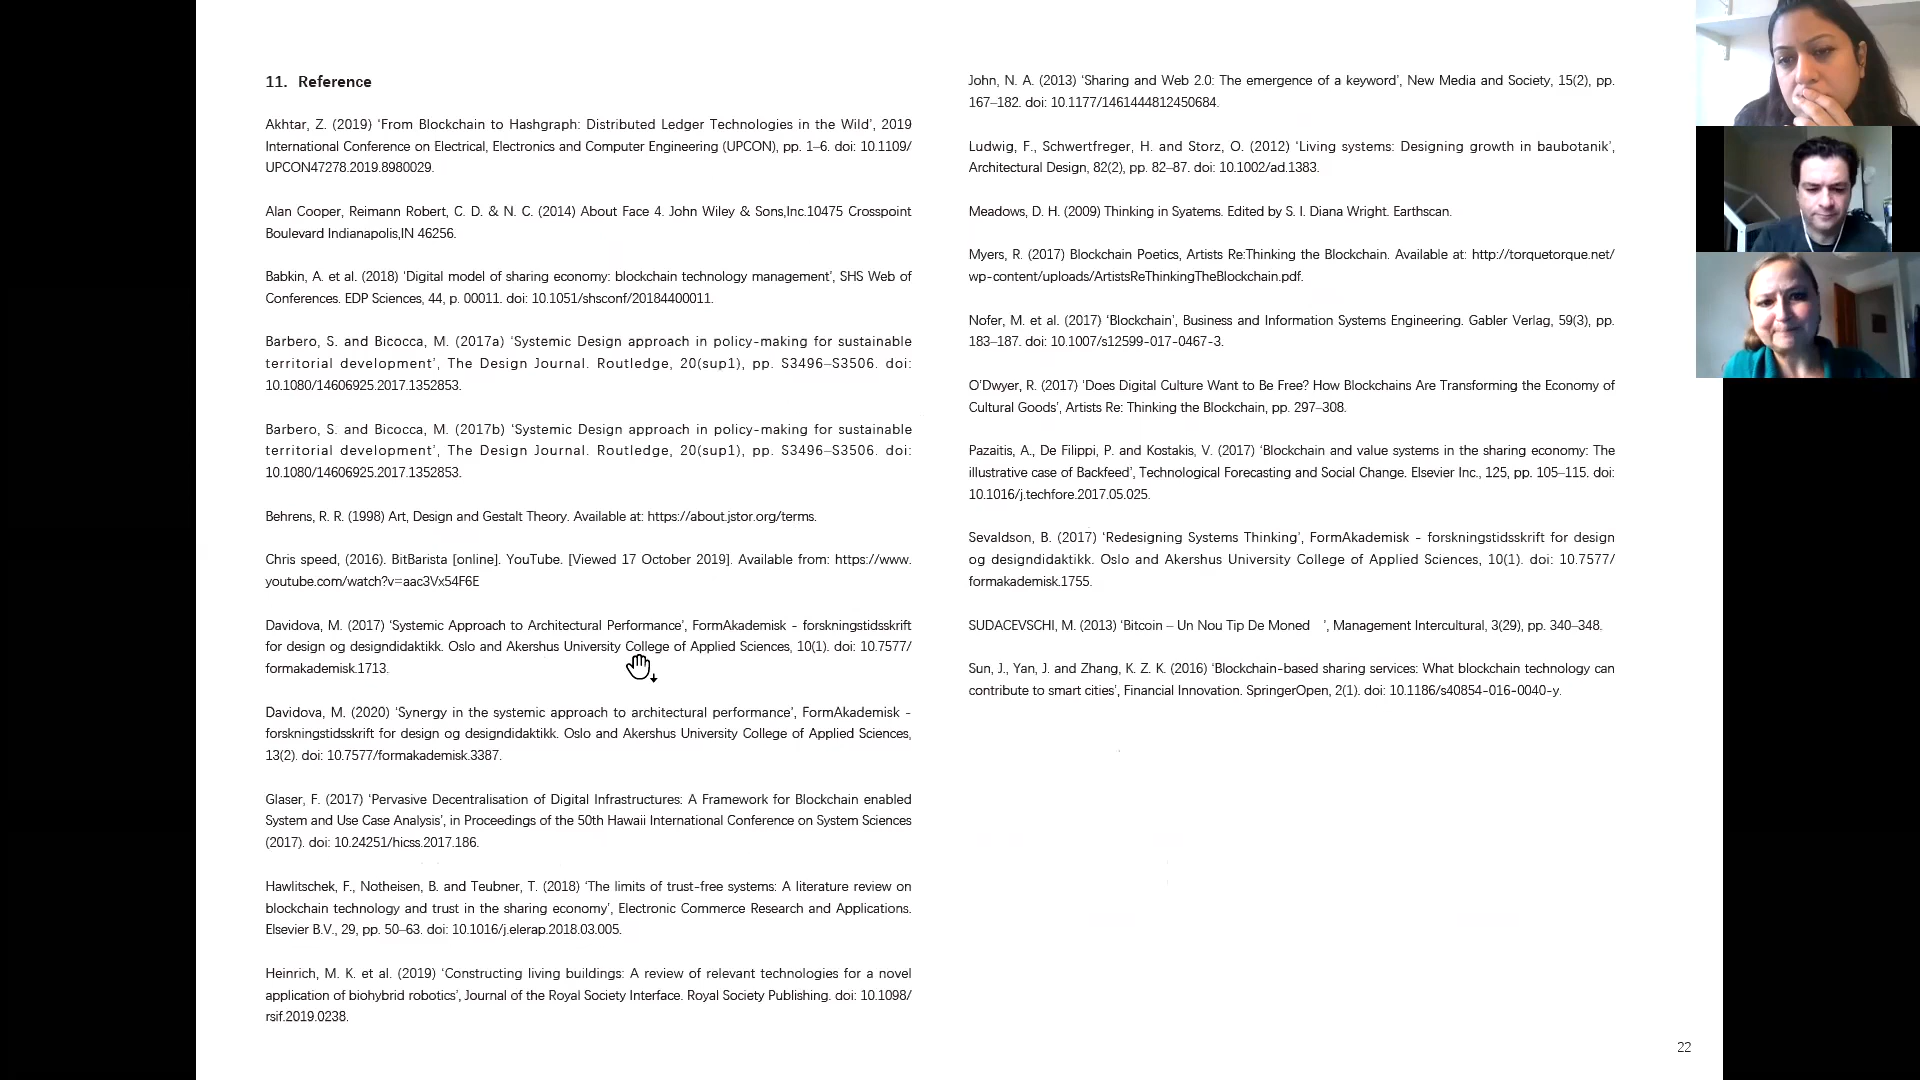 11. Reference
Akhtar, Z. (2019) ‘From Blockchain to Hashgraph: Distributed Ledger Technologies in the Wild’, 2019
International Conference on Electrical, Electronics and Computer Engineering (UPCON), pp. 1–6. doi: 10.1109/
UPCON47278.2019.8980029.
Alan Cooper, Reimann Robert, C. D. & N. C. (2014) About Face 4. John Wiley & Sons,Inc.10475 Crosspoint
Boulevard Indianapolis,IN 46256.
Babkin, A. et al. (2018) ‘Digital model of sharing economy: blockchain technology management’, SHS Web of
Conferences. EDP Sciences, 44, p. 00011. doi: 10.1051/shsconf/20184400011.
Barbero, S. and Bicocca, M. (2017a) ‘Systemic Design approach in policy-making for sustainable
territorial development’, The Design Journal. Routledge, 20(sup1), pp. S3496–S3506. doi:
10.1080/14606925.2017.1352853.
Barbero, S. and Bicocca, M. (2017b) ‘Systemic Design approach in policy-making for sustainable
territorial development’, The Design Journal. Routledge, 20(sup1), pp. S3496–S3506. doi:
10.1080/14606925.2017.1352853.
Behrens, R. R. (1998) Art, Design and Gestalt Theory. Available at: https://about.jstor.org/terms.
Chris speed, (2016). BitBarista [online]. YouTube. [Viewed 17 October 2019]. Available from: https://www.
youtube.com/watch?v=aac3Vx54F6E
Davidova, M. (2017) ‘Systemic Approach to Architectural Performance’, FormAkademisk - forskningstidsskrift
for design og designdidaktikk. Oslo and Akershus University College of Applied Sciences, 10(1). doi: 10.7577/
formakademisk.1713.
Davidova, M. (2020) ‘Synergy in the systemic approach to architectural performance’, FormAkademisk -
forskningstidsskrift for design og designdidaktikk. Oslo and Akershus University College of Applied Sciences,
13(2). doi: 10.7577/formakademisk.3387.
Glaser, F. (2017) ‘Pervasive Decentralisation of Digital Infrastructures: A Framework for Blockchain enabled
System and Use Case Analysis’, in Proceedings of the 50th Hawaii International Conference on System Sciences
(2017). doi: 10.24251/hicss.2017.186.
Hawlitschek, F., Notheisen, B. and Teubner, T. (2018) ‘The limits of trust-free systems: A literature review on
blockchain technology and trust in the sharing economy’, Electronic Commerce Research and Applications.
Elsevier B.V., 29, pp. 50–63. doi: 10.1016/j.elerap.2018.03.005.
Heinrich, M. K. et al. (2019) ‘Constructing living buildings: A review of relevant technologies for a novel
application of biohybrid robotics’, Journal of the Royal Society Interface. Royal Society Publishing. doi: 10.1098/
rsif.2019.0238.
John, N. A. (2013) ‘Sharing and Web 2.0: The emergence of a keyword’, New Media and Society, 15(2), pp.
167–182. doi: 10.1177/1461444812450684.
Ludwig, F., Schwertfreger, H. and Storz, O. (2012) ‘Living systems: Designing growth in baubotanik’,
Architectural Design, 82(2), pp. 82–87. doi: 10.1002/ad.1383.
Meadows, D. H. (2009) Thinking in Syatems. Edited by S. I. Diana Wright. Earthscan.
Myers, R. (2017) Blockchain Poetics, Artists Re:Thinking the Blockchain. Available at: http://torquetorque.net/
wp-content/uploads/ArtistsReThinkingTheBlockchain.pdf.
Nofer, M. et al. (2017) ‘Blockchain’, Business and Information Systems Engineering. Gabler Verlag, 59(3), pp.
183–187. doi: 10.1007/s12599-017-0467-3.
O’Dwyer, R. (2017) ‘Does Digital Culture Want to Be Free? How Blockchains Are Transforming the Economy of
Cultural Goods’, Artists Re: Thinking the Blockchain, pp. 297–308.
Pazaitis, A., De Filippi, P. and Kostakis, V. (2017) ‘Blockchain and value systems in the sharing economy: The
illustrative case of Backfeed’, Technological Forecasting and Social Change. Elsevier Inc., 125, pp. 105–115. doi:
10.1016/j.techfore.2017.05.025.
Sevaldson, B. (2017) ‘Redesigning Systems Thinking’, FormAkademisk - forskningstidsskrift for design
og designdidaktikk. Oslo and Akershus University College of Applied Sciences, 10(1). doi: 10.7577/
formakademisk.1755.
SUDACEVSCHI, M. (2013) ‘Bitcoin – Un Nou Tip De Moned ’, Management Intercultural, 3(29), pp. 340–348.
Sun, J., Yan, J. and Zhang, K. Z. K. (2016) ‘Blockchain-based sharing services: What blockchain technology can
contribute to smart cities’, Financial Innovation. SpringerOpen, 2(1). doi: 10.1186/s40854-016-0040-y.
22